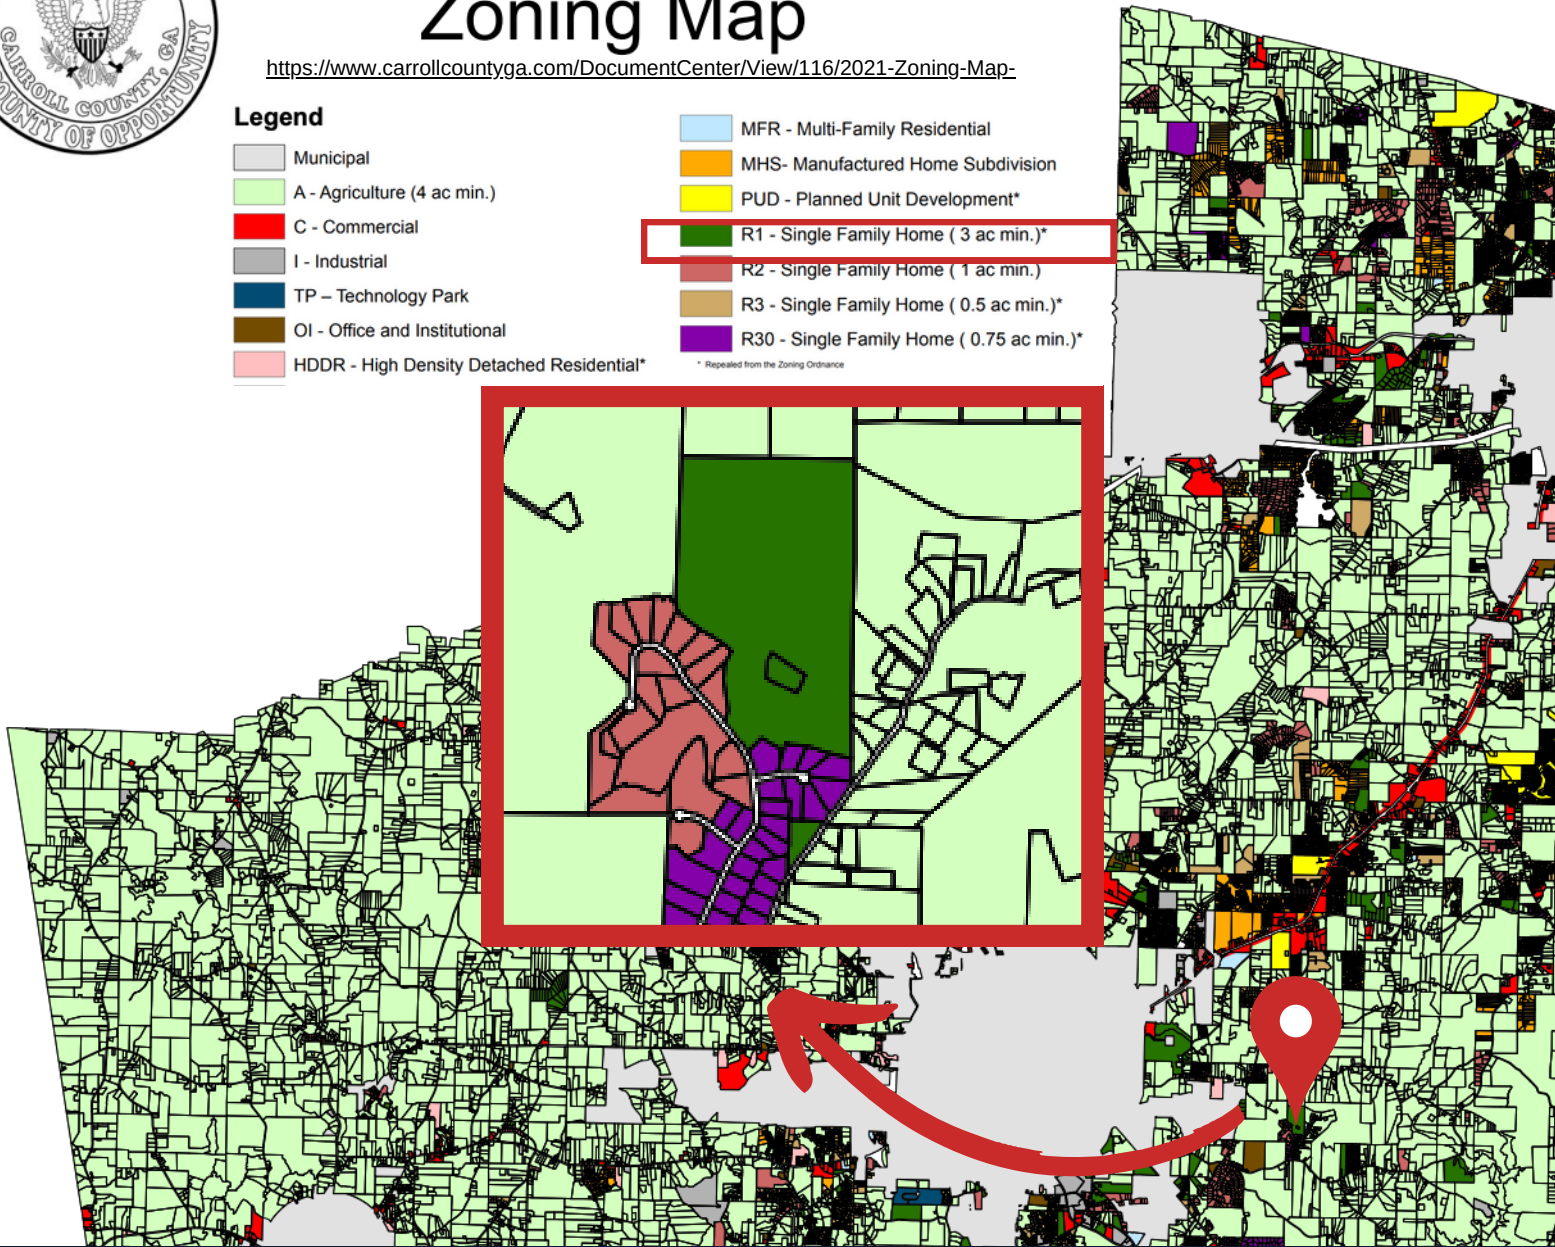 Zoning Map
https://www.carrollcountyga.com/DocumentCenter/View/116/2021-Zoning-Map-
CARROLL COUNTY, GA
COUNTY OF OPPORTUNITY
Legend
Municipal
A - Agriculture (4 ac min.)
C - Commercial
I - Industrial
TP – Technology Park
OI - Office and Institutional
HDDR - High Density Detached Residential*
MFR - Multi-Family Residential
MHS- Manufactured Home Subdivision
PUD - Planned Unit Development*
R1 - Single Family Home ( 3 ac min.)*
R2 - Single Family Home ( 1 ac min.)
R3 - Single Family Home ( 0.5 ac min.)*
R30 - Single Family Home ( 0.75 ac min.)*
* Repealed from the Zoning Ordnance